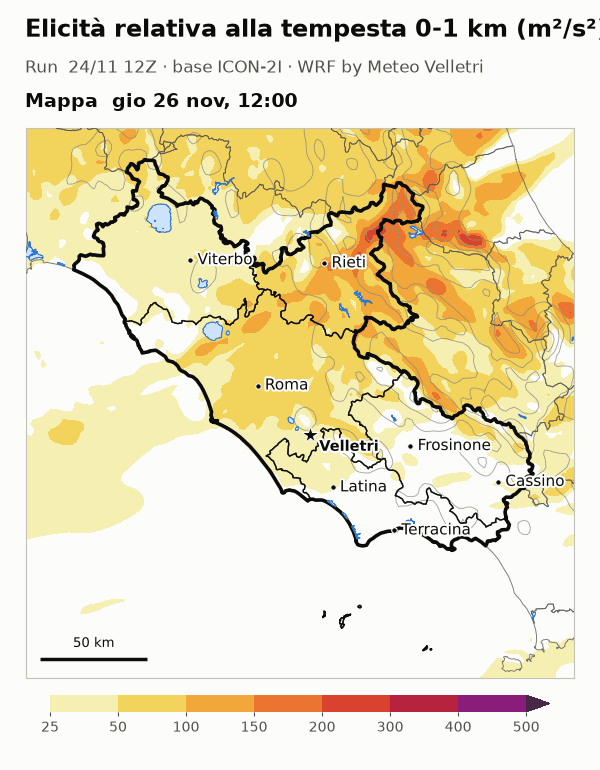 Elicità relativa alla tempesta 0-1 km (m²/s²)
Run 24/11 12Z · base ICON-2I · WRF by Meteo Velletri
Mappa gio 26 nov, 12:00
Viterbo
Rieti
Roma
Velletri
Frosinone
Cassino
Latina
Terracina
50 km
25 50 100 150 200 300 400 500